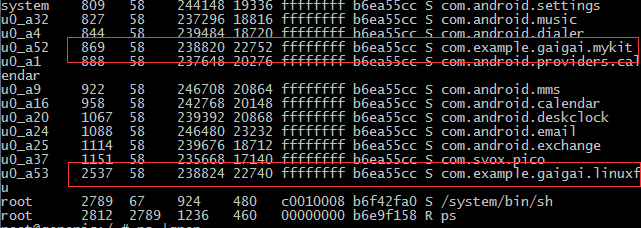 system 809 58 244148 19336 ffffffff b6ea55cc S com.android.settings
u0_a32 827 58 237296 18816 ffffffff b6ea55cc S com.android.music
u0_a4 844 58 239484 18720 ffffffff b6ea55cc S com.android.dialer
u0_a52 869 58 238820 22752 ffffffff b6ea55cc S com.example.gaigai.mykit
u0_a1 888 58 237648 20276 ffffffff b6ea55cc S com.android.providers.cal
endar
u0_a9 922 58 246708 20864 ffffffff b6ea55cc S com.android.mms
u0_a16 958 58 242768 20148 ffffffff b6ea55cc S com.android.calendar
u0_a20 1067 58 239392 20868 ffffffff b6ea55cc S com.android.deskclock
u0_a24 1088 58 246480 23232 ffffffff b6ea55cc S com.android.email
u0_a25 1114 58 239676 18712 ffffffff b6ea55cc S com.android.exchange
u0_a37 1151 58 235668 17140 ffffffff b6ea55cc S com.svox.pico
u0_a53 2537 58 238824 22740 ffffffff b6ea55cc S com.example.gaigai.linuxf
u
root 2789 67 924 460 c0010008 b6f42fa0 S /system/bin/sh
root 2812 2789 1236 460 00000000 b6e9f158 R ps